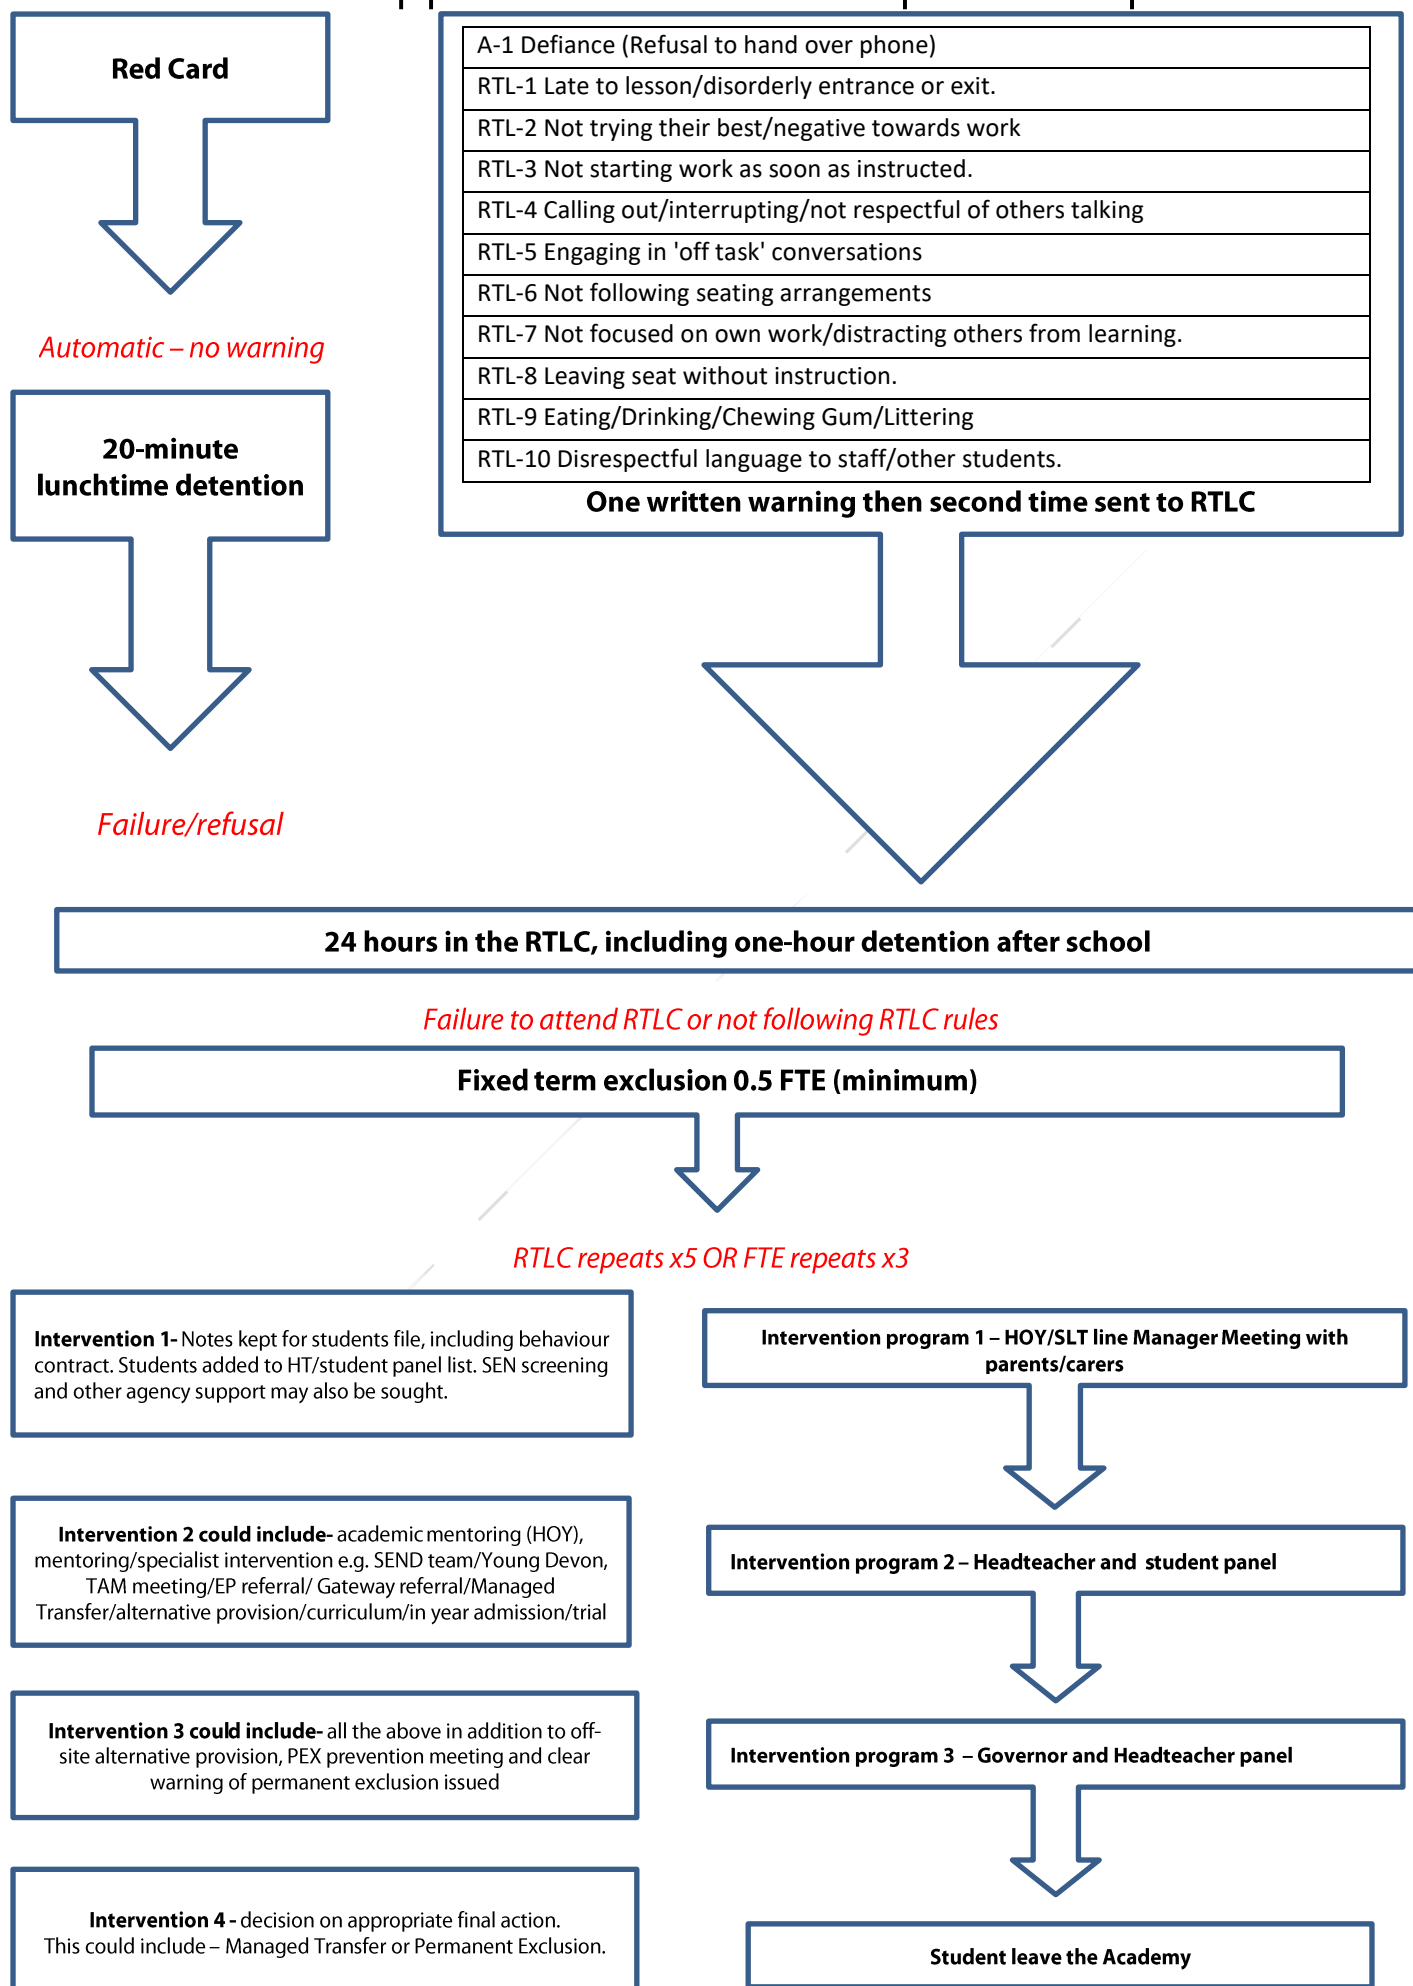 Red Card
Automatic – no warning
20-minute
lunchtime detention
Failure/refusal
A-1 Defiance (Refusal to hand over phone)
RTL-1 Late to lesson/disorderly entrance or exit.
RTL-2 Not trying their best/negative towards work
RTL-3 Not starting work as soon as instructed.
RTL-4 Calling out/interrupting/not respectful of others talking
RTL-5 Engaging in 'off task' conversations
RTL-6 Not following seating arrangements
RTL-7 Not focused on own work/distracting others from learning.
RTL-8 Leaving seat without instruction.
RTL-9 Eating/Drinking/Chewing Gum/Littering
RTL-10 Disrespectful language to staff/other students.
One written warning then second time sent to RTLC
24 hours in the RTLC, including one-hour detention after school
Failure to attend RTLC or not following RTLC rules
Fixed term exclusion 0.5 FTE (minimum)
RTLC repeats x5 OR FTE repeats x3
Intervention 1- Notes kept for students file, including behaviour
contract. Students added to HT/student panel list. SEN screening
and other agency support may also be sought.
Intervention program 1 – HOY/SLT line Manager Meeting with
parents/carers
Intervention 2 could include- academic mentoring (HOY),
mentoring/specialist intervention e.g. SEND team/Young Devon,
TAM meeting/EP referral/ Gateway referral/Managed
Transfer/alternative provision/curriculum/in year admission/trial
Intervention program 2 – Headteacher and student panel
Intervention 3 could include- all the above in addition to off-
site alternative provision, PEX prevention meeting and clear
warning of permanent exclusion issued
Intervention program 3 – Governor and Headteacher panel
Intervention 4 - decision on appropriate final action.
This could include – Managed Transfer or Permanent Exclusion.
Student leave the Academy